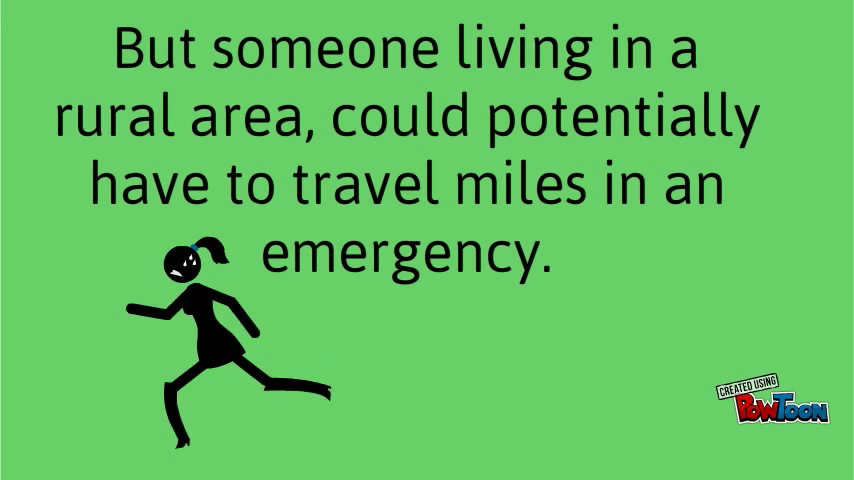 But someone living in a
rural area, could potentially
have to travel miles in an
emergency.
CREATED USING
POWTOON